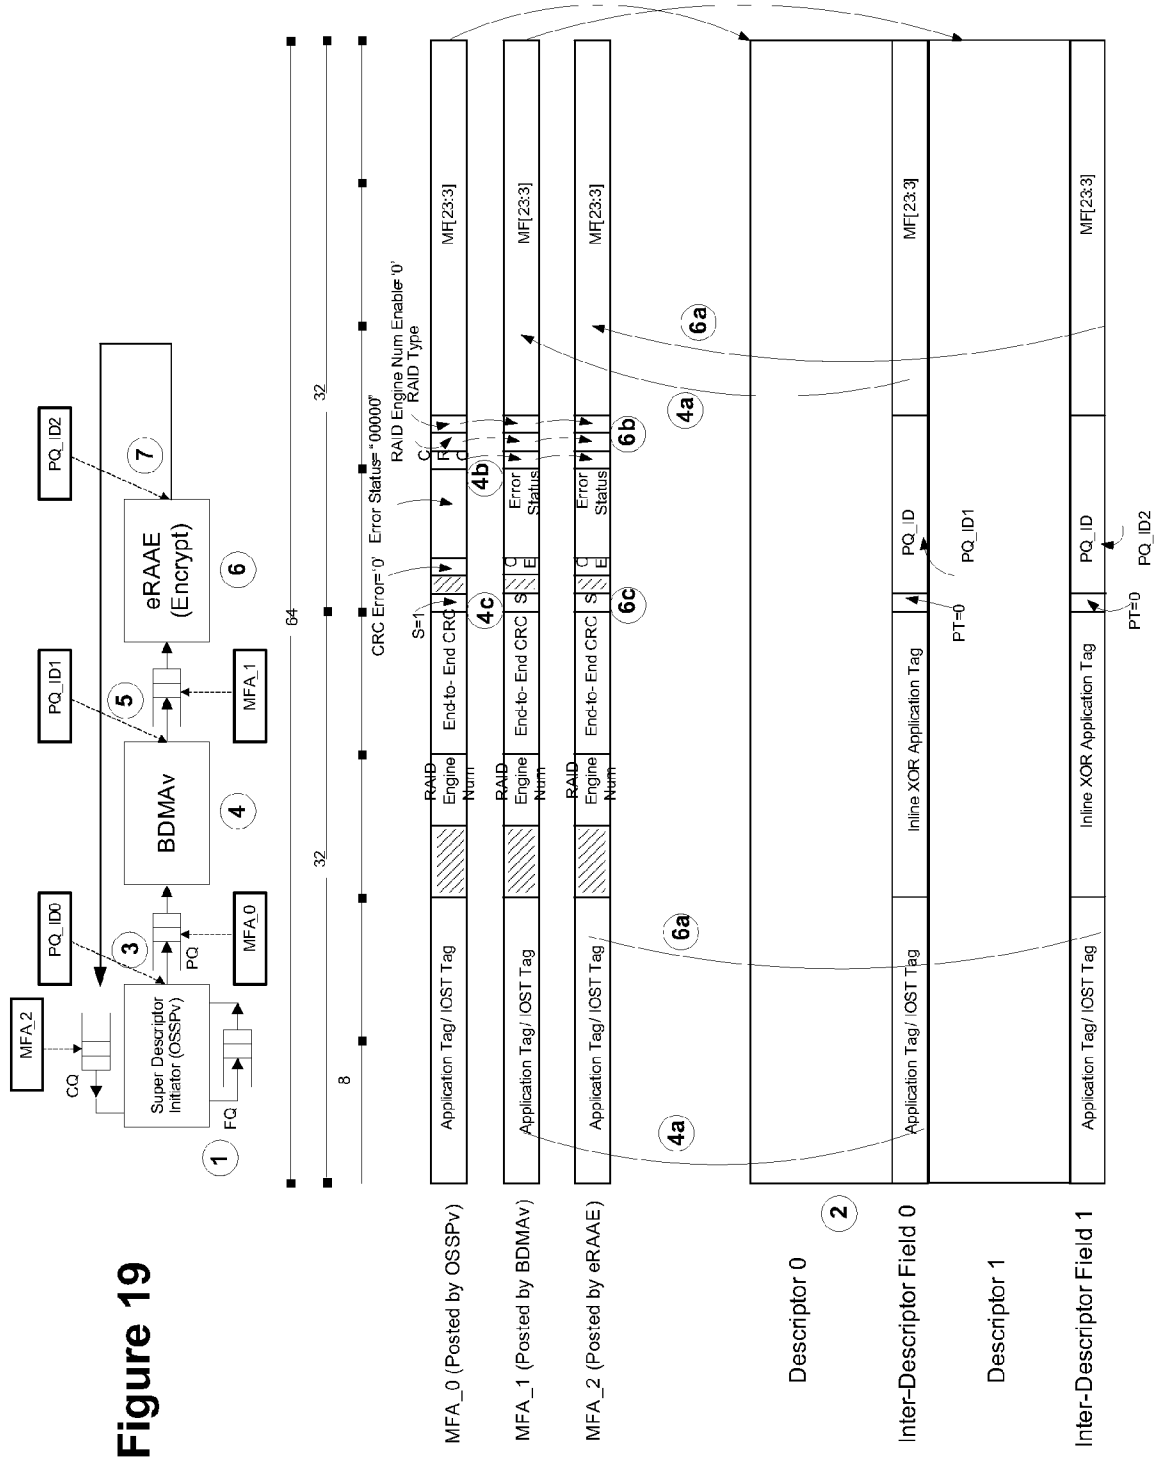 Figure 19
MFA_2
CQ
Super Descriptor
Initiator (OSSPv)
FQ
1
PQ_ID0
3
PQ
MFA_0
BDMAv
4
PQ_ID1
5
MFA_1
eRAAE
(Encrypt)
6
PQ_ID2
7
64
32
32
8
CRC Error='0'
Error Status="00000"
RAID Engine Num Enable='0'
RAID Type
S=1
MFA_0 (Posted by OSSPv)
Application Tag/ IOST Tag
RAID
Engine
Num
End-to- End CRC
C
R
C
MF[23:3]
4c
4b
MFA_1 (Posted by BDMAv)
Application Tag/ IOST Tag
RAID
Engine
Num
End-to- End CRC
S
C
E
Error
Status
MF[23:3]
MFA_2 (Posted by eRAAE)
Application Tag/ IOST Tag
RAID
Engine
Num
End-to- End CRC
S
C
E
Error
Status
MF[23:3]
6c
6b
4a
6a
4a
6a
2
Descriptor 0
Inter-Descriptor Field 0
Application Tag/ IOST Tag
Inline XOR Application Tag
PQ_ID
MF[23:3]
PT=0
PQ_ID1
Descriptor 1
Inter-Descriptor Field 1
Application Tag/ IOST Tag
Inline XOR Application Tag
PQ_ID
MF[23:3]
PT=0
PQ_ID2